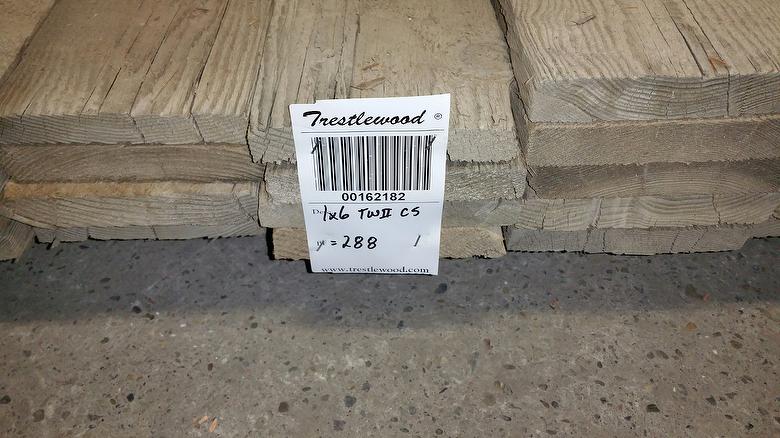 Trestlewood ®
00162182
1x6 TWII CS
= 288 1
www.trestlewood.com